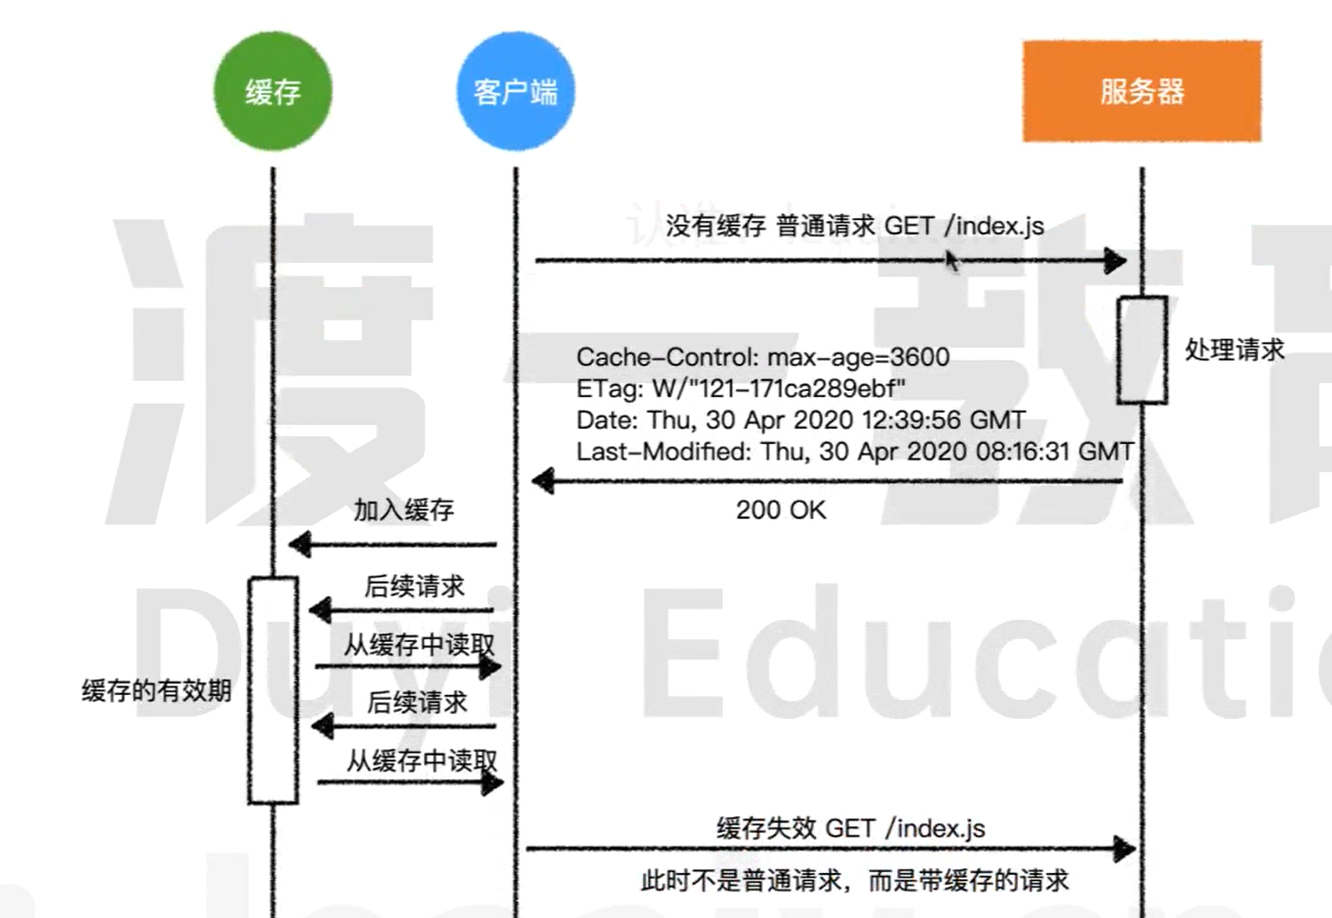 缓存
客户端
服务器
没有缓存 普通请求 GET /index.js
处理请求
Cache-Control: max-age=3600
ETag: W/"121-171ca289ebf"
Date: Thu, 30 Apr 2020 12:39:56 GMT
Last-Modified: Thu, 30 Apr 2020 08:16:31 GMT
200 OK
加入缓存
后续请求
从缓存中读取
缓存的有效期
后续请求
从缓存中读取
缓存失效 GET /index.js
此时不是普通请求，而是带缓存的请求
渡一教育
Duyi Educatio